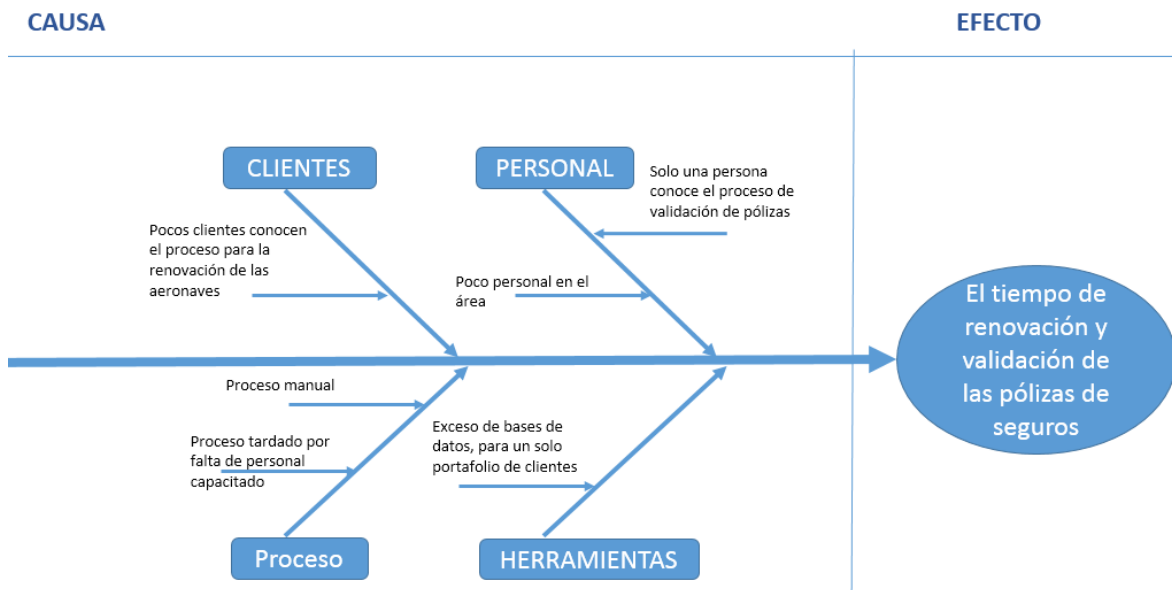 CAUSA
EFECTO
CLIENTES
PERSONAL
Solo una persona
conoce el proceso de
validación de pólizas
Pocos clientes conocen
el proceso para la
renovación de las
aeronaves
Poco personal en el
área
El tiempo de
renovación y
validación de
las pólizas de
seguros
Proceso manual
Proceso tardado por
falta de personal
capacitado
Exceso de bases de
datos, para un solo
portafolio de clientes
Proceso
HERRAMIENTAS